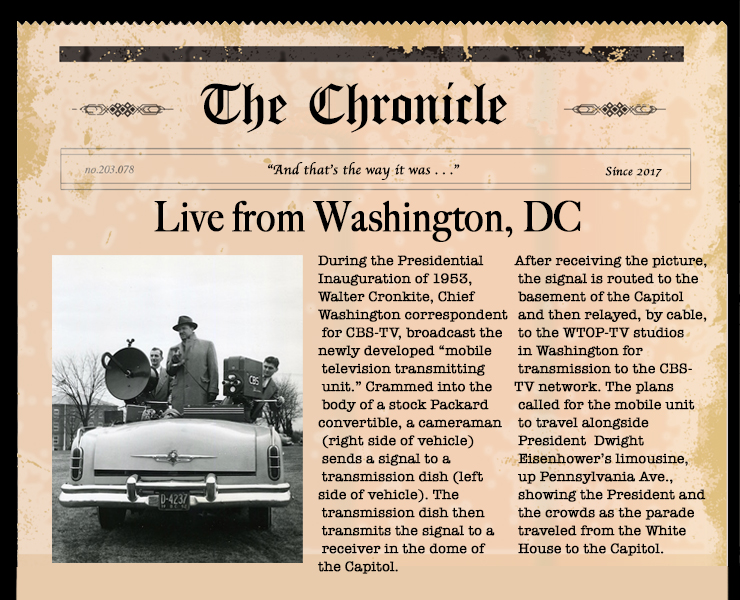 The Chronicle
no.203.078
“And that’s the way it was . . .”
Since 2017
Live from Washington, DC
CBS
D-4237
During the Presidential
Inauguration of 1953,
Walter Cronkite, Chief
Washington correspondent
for CBS-TV, broadcast the
newly developed “mobile
television transmitting
unit.” Crammed into the
body of a stock Packard
convertible, a cameraman
(right side of vehicle)
sends a signal to a
transmission dish (left
side of vehicle). The
transmission dish then
transmits the signal to a
receiver in the dome of
the Capitol.
After receiving the picture,
the signal is routed to the
basement of the Capitol
and then relayed, by cable,
to the WTOP-TV studios
in Washington for
transmission to the CBS-
TV network. The plans
called for the mobile unit
to travel alongside
President Dwight
Eisenhower’s limousine,
up Pennsylvania Ave.,
showing the President and
the crowds as the parade
traveled from the White
House to the Capitol.